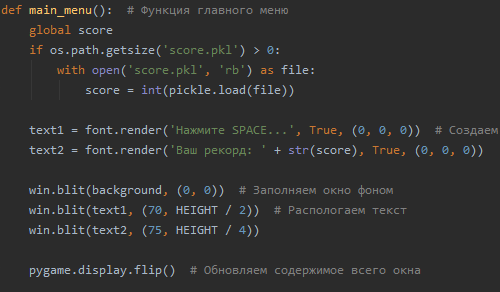 def main_menu():  # Функция главного меню
    global score
    if os.path.getsize('score.pkl') > 0:
        with open('score.pkl', 'rb') as file:
            score = int(pickle.load(file))

    text1 = font.render('Нажмите SPACE...', True, (0, 0, 0))  # Создаем
    text2 = font.render('Ваш рекорд: ' + str(score), True, (0, 0, 0))

    win.blit(background, (0, 0))  # Заполняем окно фоном
    win.blit(text1, (70, HEIGHT / 2))  # Распологаем текст
    win.blit(text2, (75, HEIGHT / 4))

    pygame.display.flip()  # Обновляем содержимое всего окна